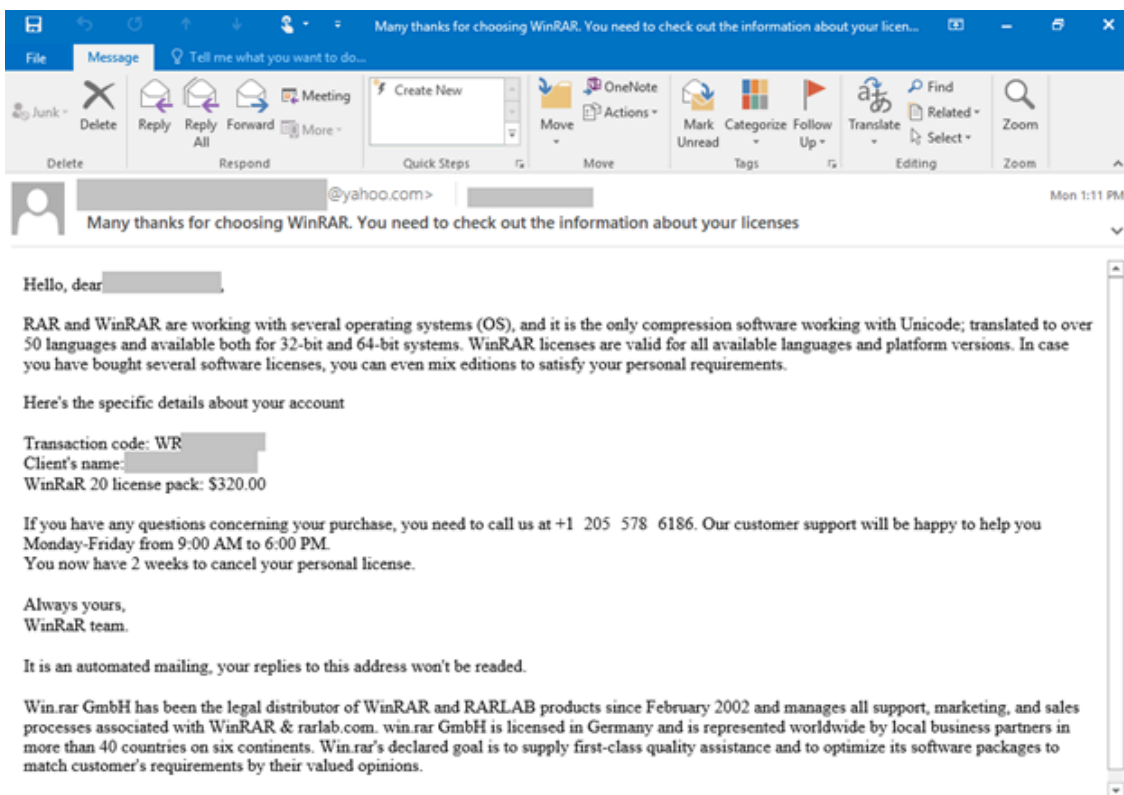 Many thanks for choosing WinRAR. You need to check out the information about your licen...
File Message Tell me what you want to do...
Junk
Delete
Reply
Reply All
Forward
Meeting
More
Create New
Move
OneNote
Actions
Mark Unread
Categorize
Follow Up
Translate
Find
Related
Select
Zoom
Delete Respond Quick Steps Move Tags Editing Zoom
@yahoo.com>
Mon 1:11 PM
Many thanks for choosing WinRAR. You need to check out the information about your licenses
Hello, dear ,
RAR and WinRAR are working with several operating systems (OS), and it is the only compression software working with Unicode; translated to over
50 languages and available both for 32-bit and 64-bit systems. WinRAR licenses are valid for all available languages and platform versions. In case
you have bought several software licenses, you can even mix editions to satisfy your personal requirements.
Here's the specific details about your account
Transaction code: WR
Client's name:
WinRaR 20 license pack: $320.00
If you have any questions concerning your purchase, you need to call us at +1 205 578 6186. Our customer support will be happy to help you
Monday-Friday from 9:00 AM to 6:00 PM.
You now have 2 weeks to cancel your personal license.
Always yours,
WinRaR team.
It is an automated mailing, your replies to this address won't be readed.
Win.rar GmbH has been the legal distributor of WinRAR and RARLAB products since February 2002 and manages all support, marketing, and sales
processes associated with WinRAR & rarlab.com. win.rar GmbH is licensed in Germany and is represented worldwide by local business partners in
more than 40 countries on six continents. Win.rar's declared goal is to supply first-class quality assistance and to optimize its software packages to
match customer's requirements by their valued opinions.